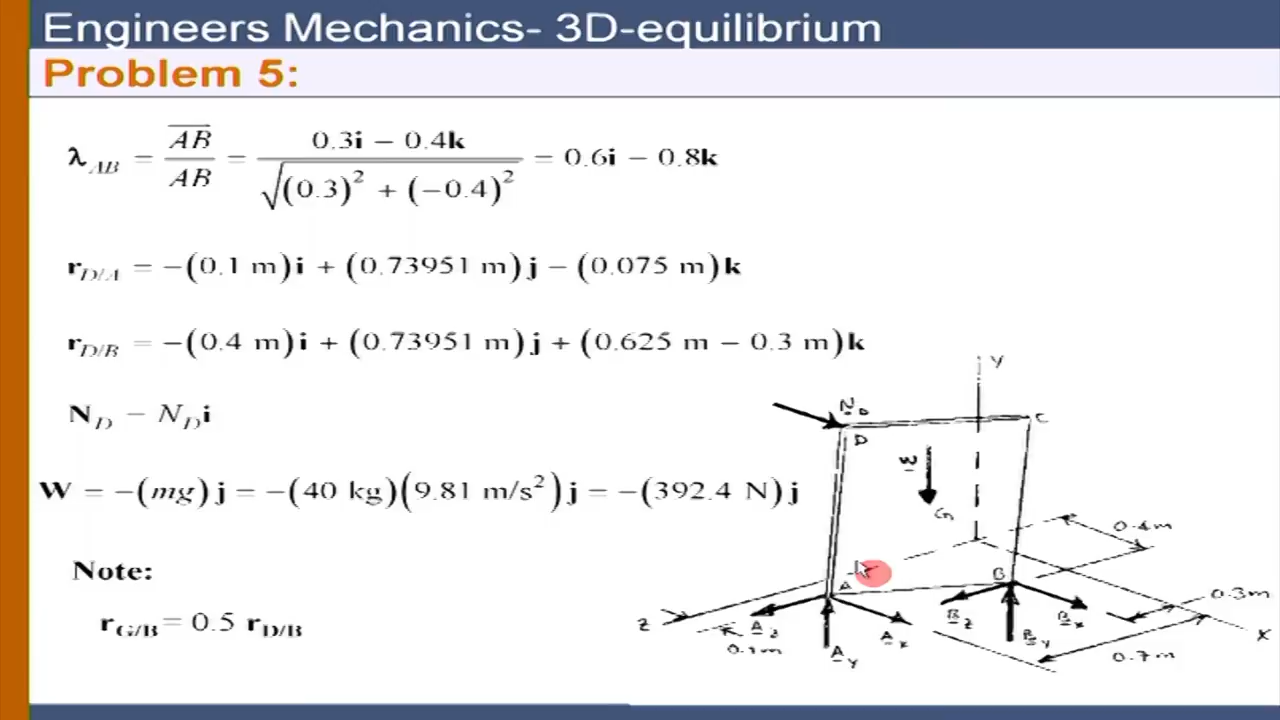 Engineers Mechanics- 3D-equilibrium
Problem 5:
λ_AB = \overline{AB} / AB = (0.3i − 0.4k) / √((0.3)² + (−0.4)²) = 0.6i − 0.8k
r_D/A = −(0.1 m)i + (0.73951 m)j − (0.075 m)k
r_D/B = −(0.4 m)i + (0.73951 m)j + (0.625 m − 0.3 m)k
N_D − N_D i
W = −(mg)j = −(40 kg)(9.81 m/s²)j = −(392.4 N)j
Note:
r_G/B = 0.5 r_D/B
Y
N_D
D
C
W
G
0.4m
A
B
0.3m
Z
A_Z
A_X
B_Z
B_X
0.1m
A_Y
B_Y
X
0.7m